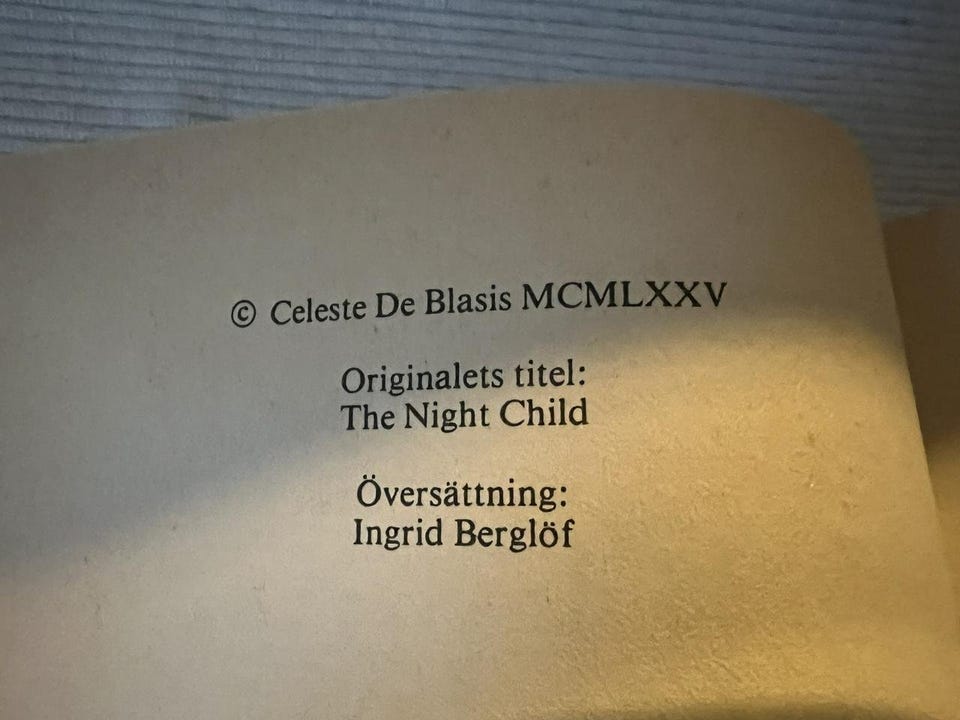 © Celeste De Blasis MCMLXXV
Originalets titel:
The Night Child
Översättning:
Ingrid Berglöf